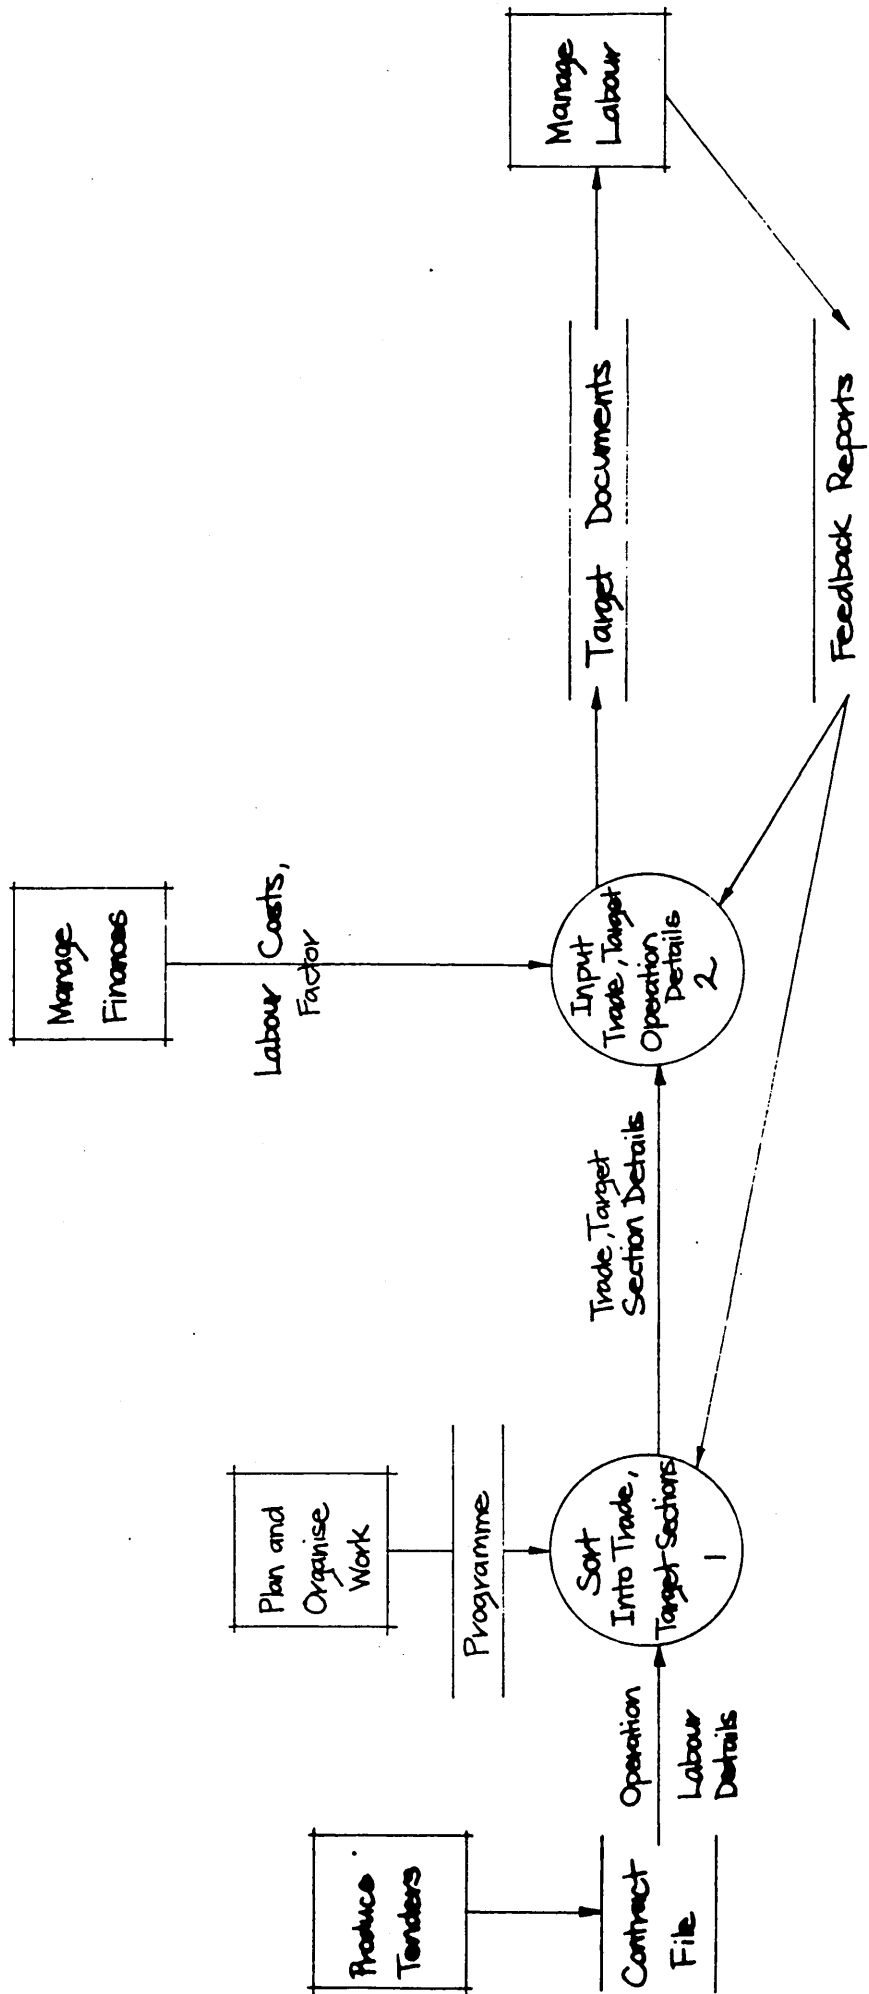 Produce
Tenders
Contract
File
Operation
Labour
Details
Plan and
Organise
Work
Programme
Sort
Into Trade,
Target Sections
1
Trade, Target
Section Details
Manage
Finances
Labour Costs,
Factor
Input
Trade, Target
Operation
Details
2
Target Documents
Manage
Labour
Feedback Reports